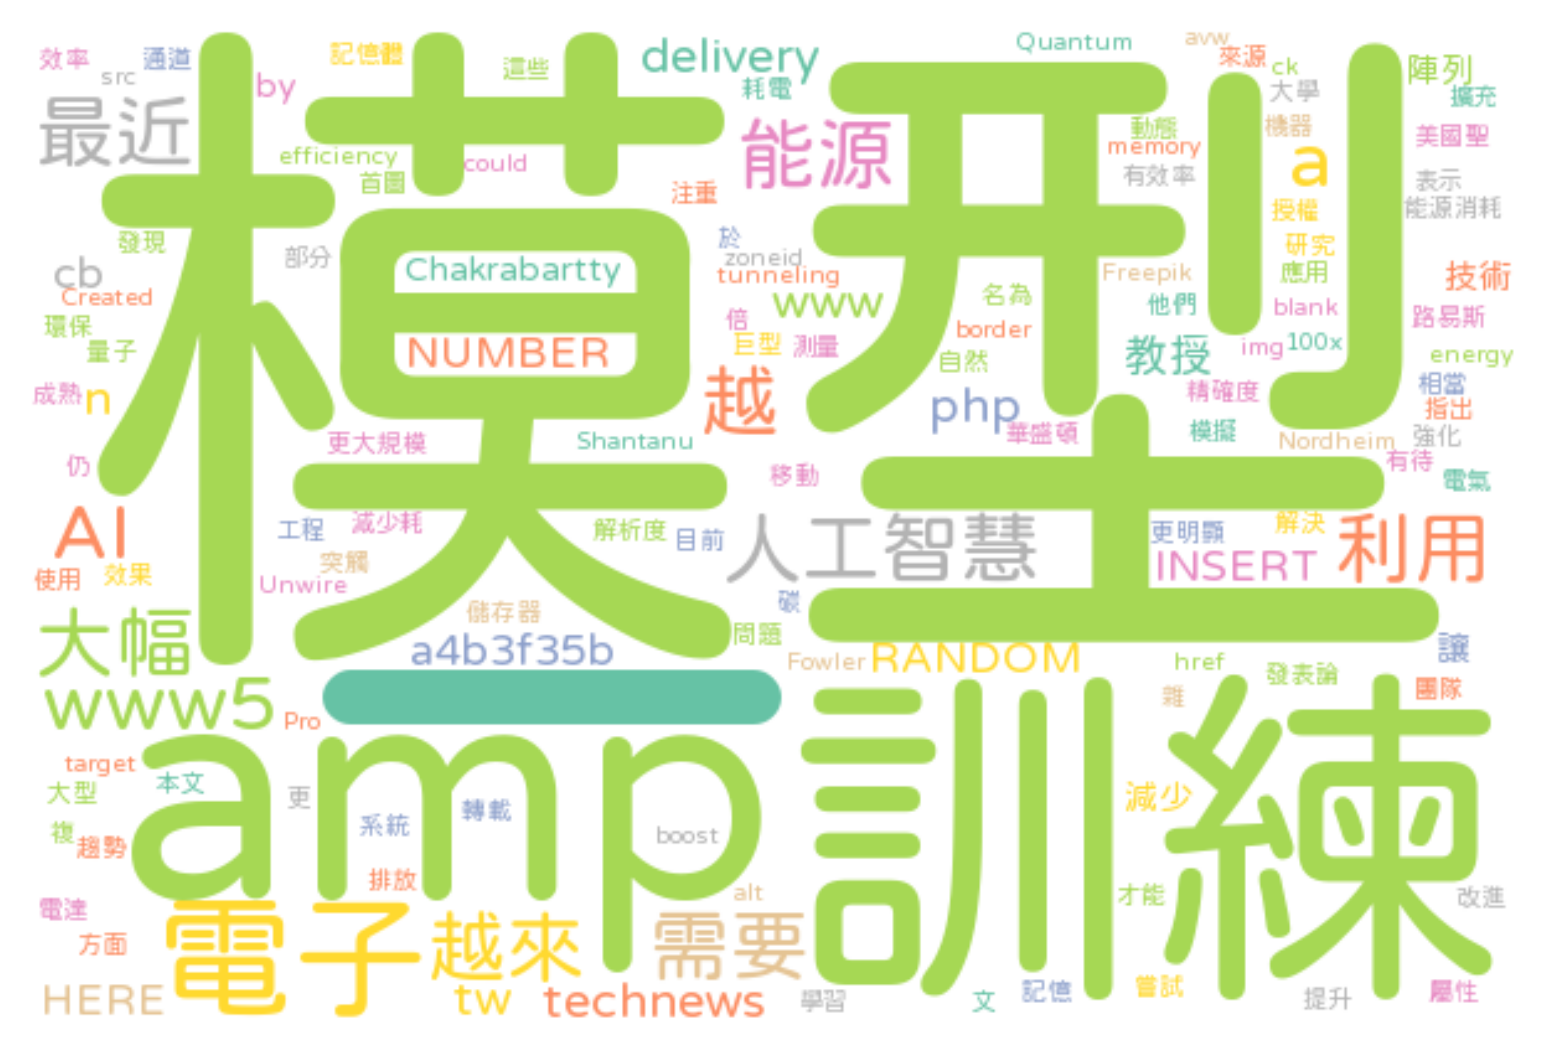 效率
src
通道
記憶體
by
這些
delivery
Quantum
avw
來源
ck
陣列
最近
模型
耗電
大學
擴充
efficiency
首圖
could
能源
動態
memory
有效率
機器
a
美國聖
注重
表示
能源消耗
發現
部分
於
授權
研究
cb
Created
Chakrabartty
zoneid
tunneling
Freepik
應用
技術
環保
量子
NUMBER
倍
www
巨型
測量
名為
border
自然
他們
教授
blank
img
100x
路易斯
energy
成熟
n
越
php
精確度
相當
指出
更大規模
Shantanu
華盛頓
模擬
Nordheim
強化
仍
移動
有待
電氣
AI
工程
減少耗
解析度
目前
人工智慧
更明顯
解決
INSERT
利用
使用
效果
突觸
Unwire
儲存器
碳
大幅
a4b3f35b
問題
Fowler
RANDOM
href
發表論
讓
www5
Pro
團隊
雜
target
本文
amp
訓練
大型
更
系統
轉載
boost
減少
複
趨勢
排放
alt
才能
改進
電達
方面
電子
越來
需要
HERE
tw
technews
學習
文
記憶
嘗試
提升
屬性